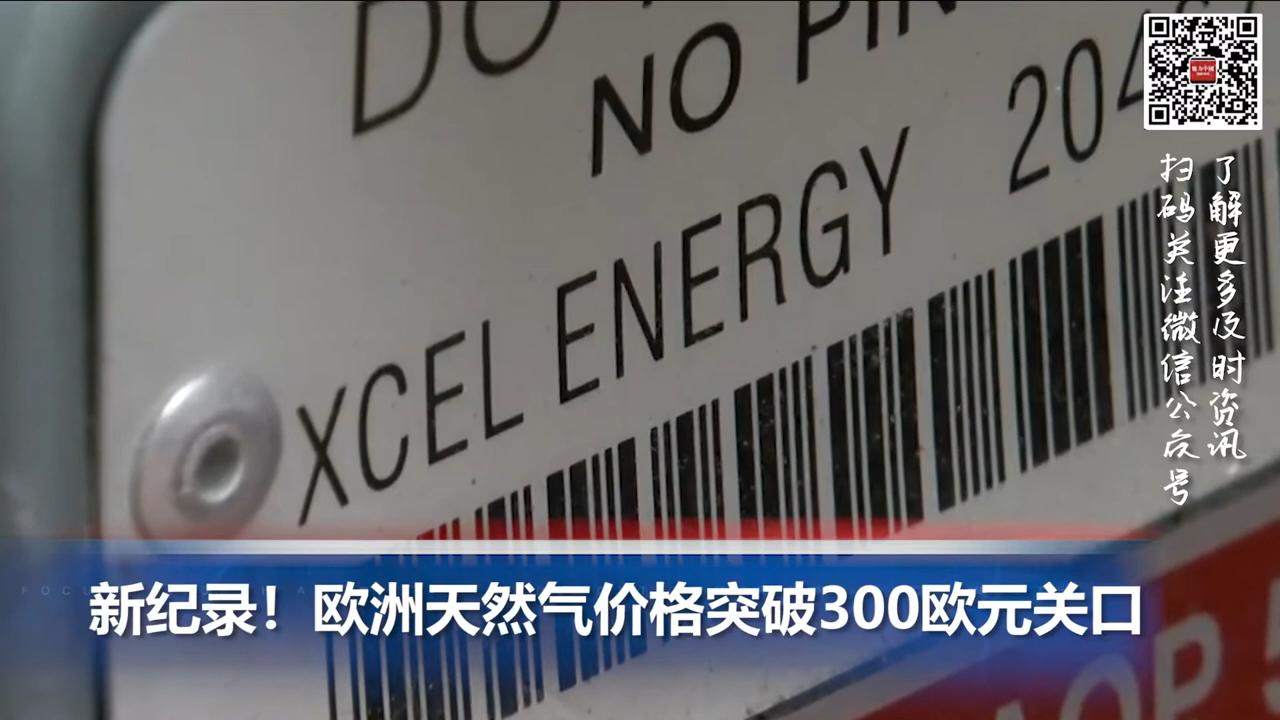 NO
XCEL ENERGY 204
了解更多及时资讯
扫码关注微信公众号
新纪录！欧洲天然气价格突破300欧元关口